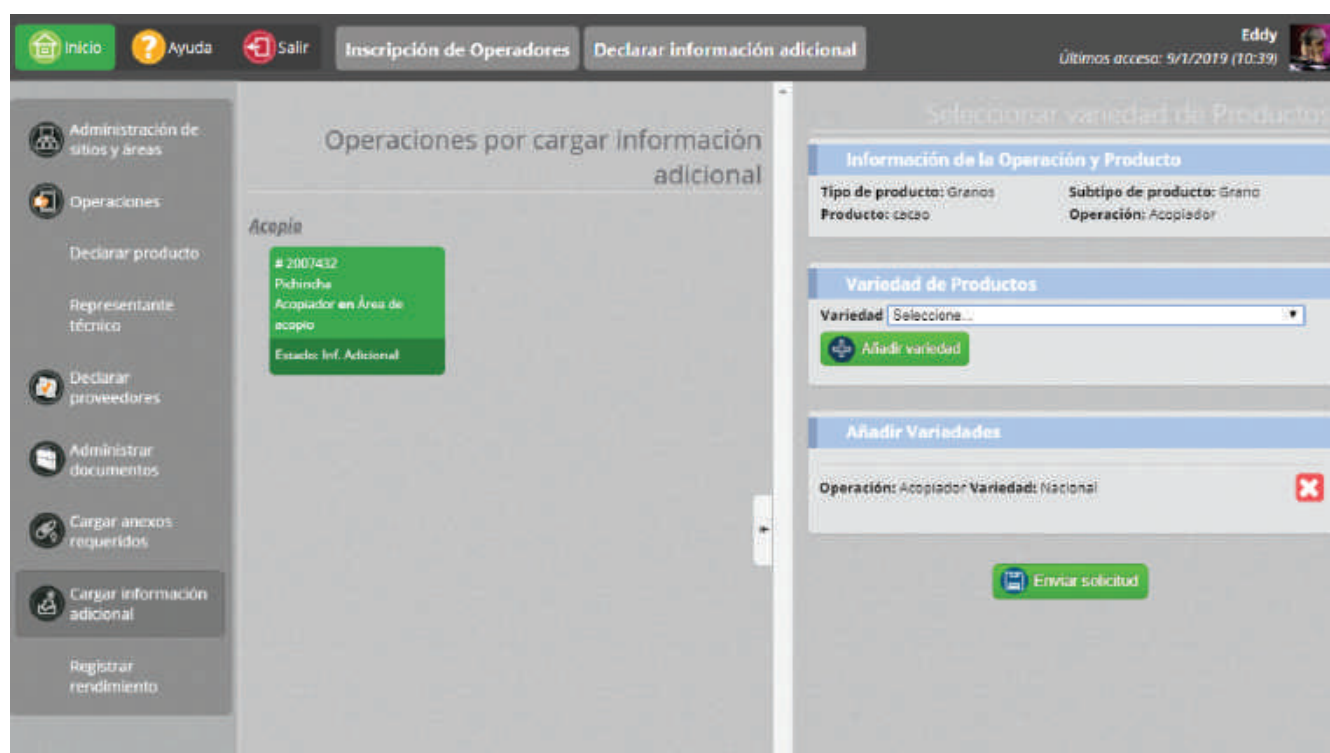 Inicio
Ayuda
Salir
Inscripción de Operadores
Declarar información adicional
Eddy
Últimos acceso: 9/1/2019 (10:39)
Administración de
sitios y áreas
Operaciones
Declarar producto
Representante
técnico
Declarar
proveedores
Administrar
documentos
Cargar anexos
requeridos
Cargar información
adicional
Registrar
rendimiento
Operaciones por cargar información
adicional
Acopio
# 2007432
Pichincha
Acopiador en Área de
acopio
Estado: Inf. Adicional
Seleccionar variedad de Productos
Información de la Operación y Producto
Tipo de producto: Granos Subtipo de producto: Grano
Producto: cacao Operación: Acopiador
Variedad de Productos
Variedad Seleccione...
Añadir variedad
Añadir Variedades
Operación: Acopiador Variedad: Nacional
Enviar solicitud